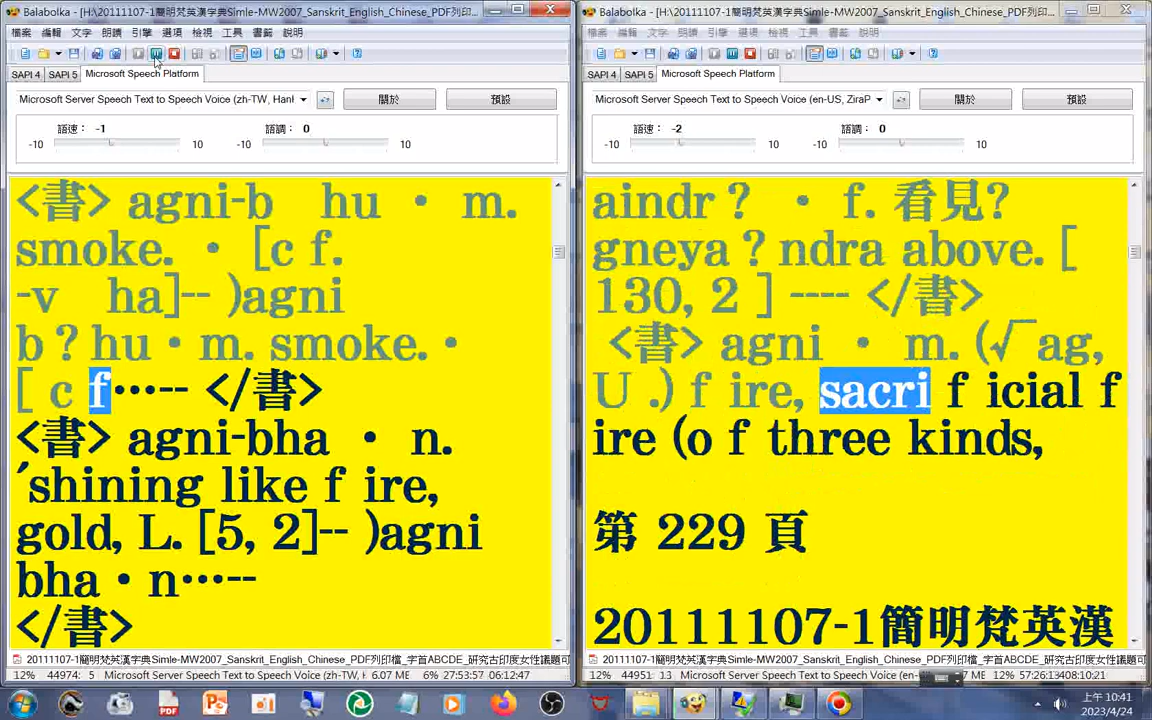 Balabolka - [H:\20111107-1簡明梵英漢字典Simle-MW2007_Sanskrit_English_Chinese_PDF列印...
檔案 編輯 文字 朗讀 引擎 選項 檢視 工具 書籤 說明
SAPI 4 SAPI 5 Microsoft Speech Platform
Microsoft Server Speech Text to Speech Voice (zh-TW, Hanl
關於 預設
語速： -1 語調： 0
-10 10 -10 10
<書> agni-b hu • m.
smoke. • [c f.
-v ha]-- )agni
b ? hu • m. smoke. •
[ c f…-- </書>
<書> agni-bha • n.
'shining like f ire,
gold, L. [5, 2]-- )agni
bha • n…--
</書>
20111107-1簡明梵英漢字典Simle-MW2007_Sanskrit_English_Chinese_PDF列印檔_字首ABCDE_研究古印度女性議題可
12% 44974: 5 Microsoft Server Speech Text to Speech Voice (zh-TW, 6.07 MB 6% 27:53:57 06:12:47
Balabolka - [H:\20111107-1簡明梵英漢字典Simle-MW2007_Sanskrit_English_Chinese_PDF列印...
檔案 編輯 文字 朗讀 引擎 選項 檢視 工具 書籤 說明
SAPI 4 SAPI 5 Microsoft Speech Platform
Microsoft Server Speech Text to Speech Voice (en-US, ZiraP
關於 預設
語速： -2 語調： 0
-10 10 -10 10
aindr ? • f. 看見?
gneya ? ndra above. [
130, 2 ] ---- </書>
<書> agni • m. (√ ag,
U .) f ire, sacri f icial f
ire (o f three kinds,
第 229 頁
20111107-1簡明梵英漢
20111107-1簡明梵英漢字典Simle-MW2007_Sanskrit_English_Chinese_PDF列印檔_字首ABCDE_研究古印度女性議題可
12% 44951: 13 Microsoft Server Speech Text to Speech Voice (en-US, 12% 57:26:13
上午 10:41
2023/4/24